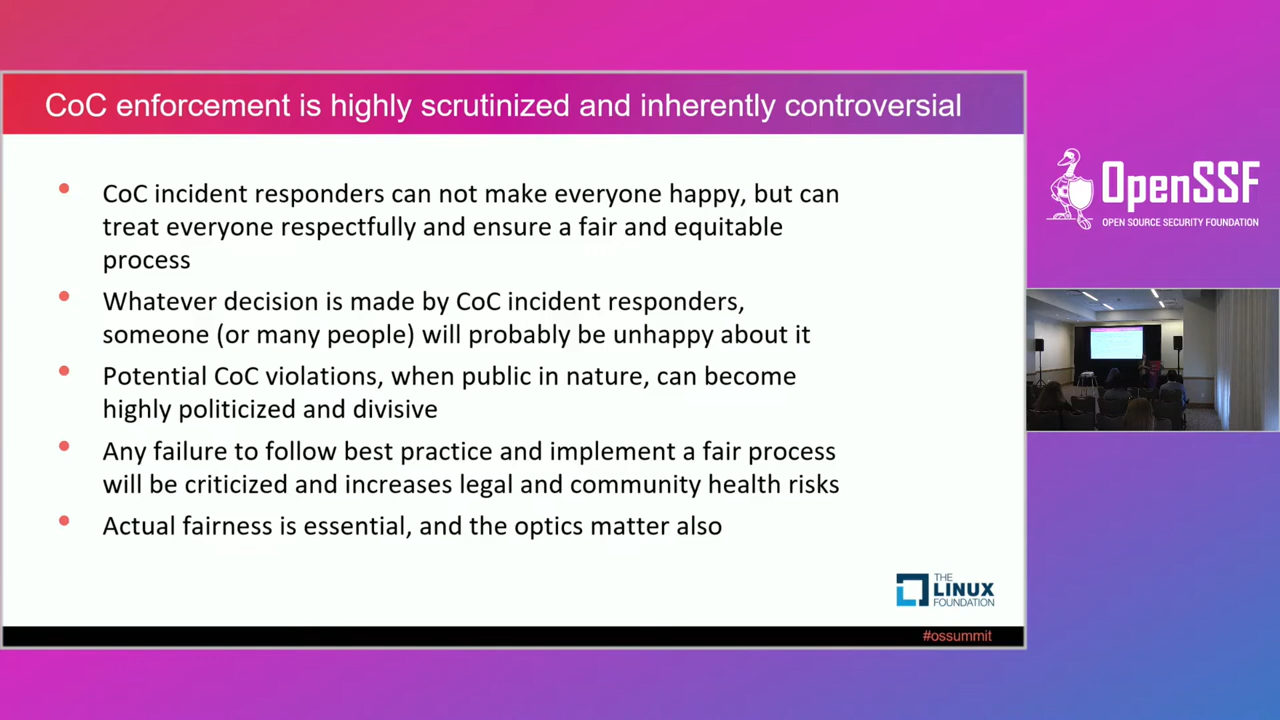 CoC enforcement is highly scrutinized and inherently controversial
CoC incident responders can not make everyone happy, but can
treat everyone respectfully and ensure a fair and equitable
process
Whatever decision is made by CoC incident responders,
someone (or many people) will probably be unhappy about it
Potential CoC violations, when public in nature, can become
highly politicized and divisive
Any failure to follow best practice and implement a fair process
will be criticized and increases legal and community health risks
Actual fairness is essential, and the optics matter also
THE
LINUX
FOUNDATION
#ossummit
OpenSSF
OPEN SOURCE SECURITY FOUNDATION